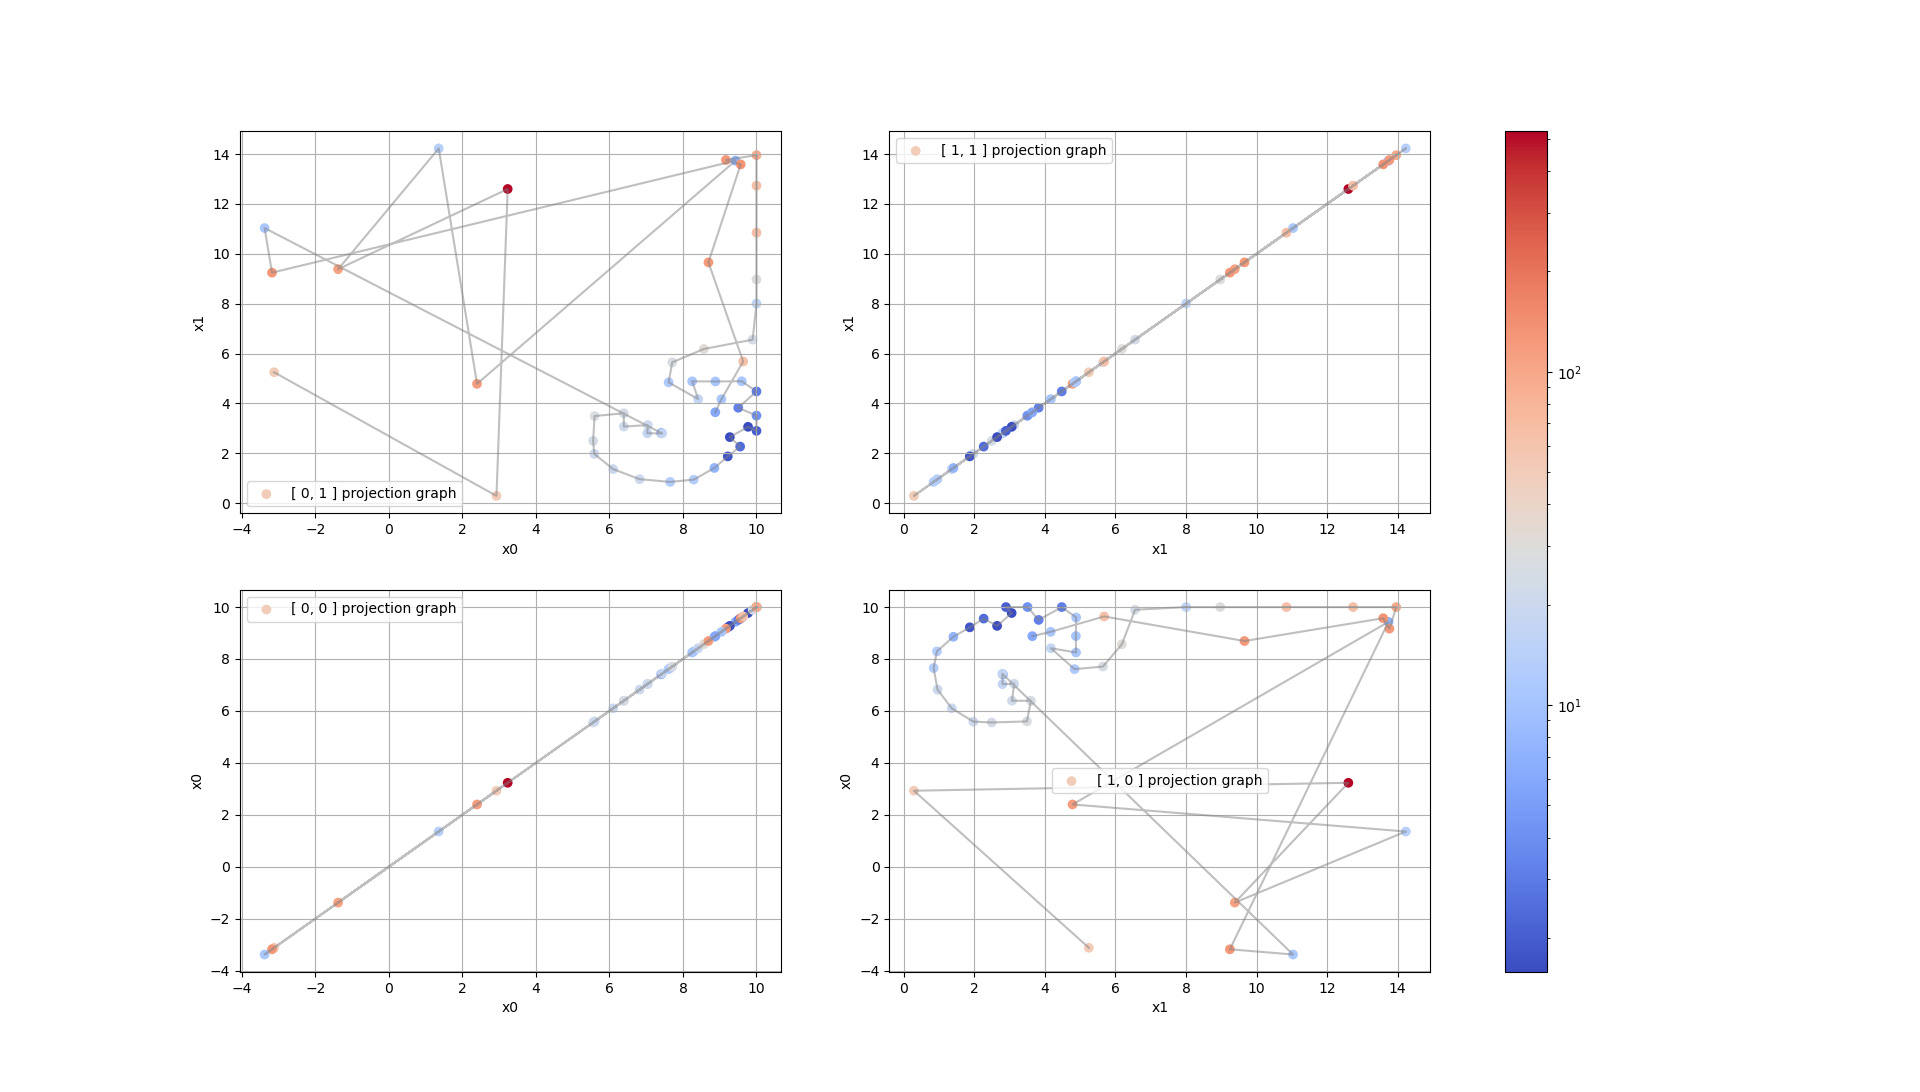 14
12
10
8
6
4
2
0
x1
[ 0, 1 ] projection graph
−4 −2 0 2 4 6 8 10
x0
14
12
10
8
6
4
2
0
x1
[ 1, 1 ] projection graph
0 2 4 6 8 10 12 14
x1
10
8
6
4
2
0
−2
−4
x0
[ 0, 0 ] projection graph
−4 −2 0 2 4 6 8 10
x0
10
8
6
4
2
0
−2
−4
x0
[ 1, 0 ] projection graph
0 2 4 6 8 10 12 14
x1
10²
10¹